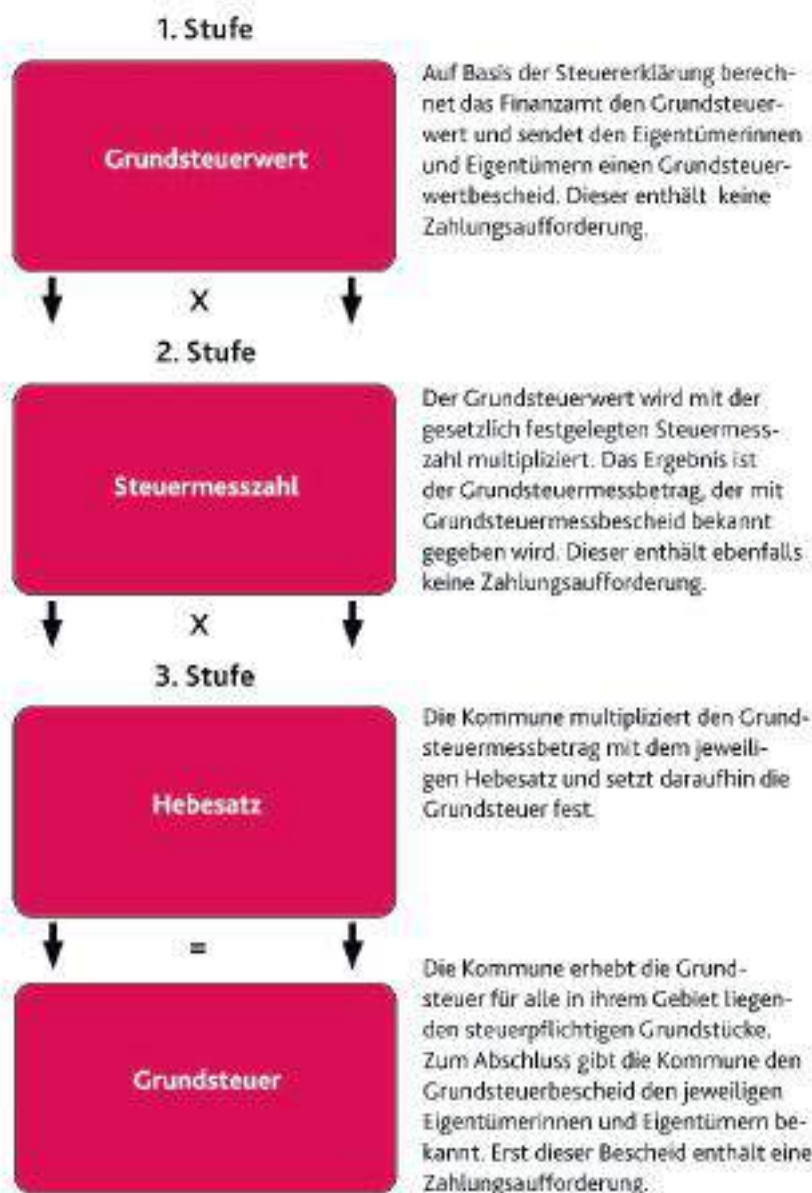 1. Stufe
Grundsteuerwert
Auf Basis der Steuererklärung berech-
net das Finanzamt den Grundsteuer-
wert und sendet den Eigentümerinnen
und Eigentümern einen Grundsteuer-
wertbescheid. Dieser enthält keine
Zahlungsaufforderung.
X
2. Stufe
Steuermesszahl
Der Grundsteuerwert wird mit der
gesetzlich festgelegten Steuermess-
zahl multipliziert. Das Ergebnis ist
der Grundsteuermessbetrag, der mit
Grundsteuermessbescheid bekannt
gegeben wird. Dieser enthält ebenfalls
keine Zahlungsaufforderung.
X
3. Stufe
Hebesatz
Die Kommune multipliziert den Grund-
steuermessbetrag mit dem jeweili-
gen Hebesatz und setzt daraufhin die
Grundsteuer fest.
=
Grundsteuer
Die Kommune erhebt die Grund-
steuer für alle in ihrem Gebiet liegen-
den steuerpflichtigen Grundstücke.
Zum Abschluss gibt die Kommune den
Grundsteuerbescheid den jeweiligen
Eigentümerinnen und Eigentümern be-
kannt. Erst dieser Bescheid enthält eine
Zahlungsaufforderung.